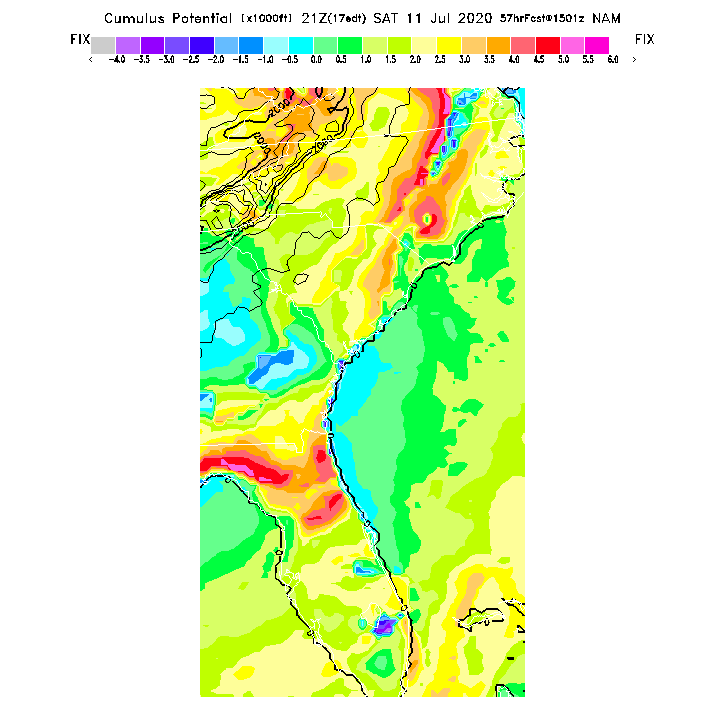 Cumulus Potential [x1000ft] 21Z(17edt) SAT 11 Jul 2020 57hrFcst@1501z NAM
FIX FIX
< -4.0 -3.5 -3.0 -2.5 -2.0 -1.5 -1.0 -0.5 0.0 0.5 1.0 1.5 2.0 2.5 3.0 3.5 4.0 4.5 5.0 5.5 6.0 >
2000
2000